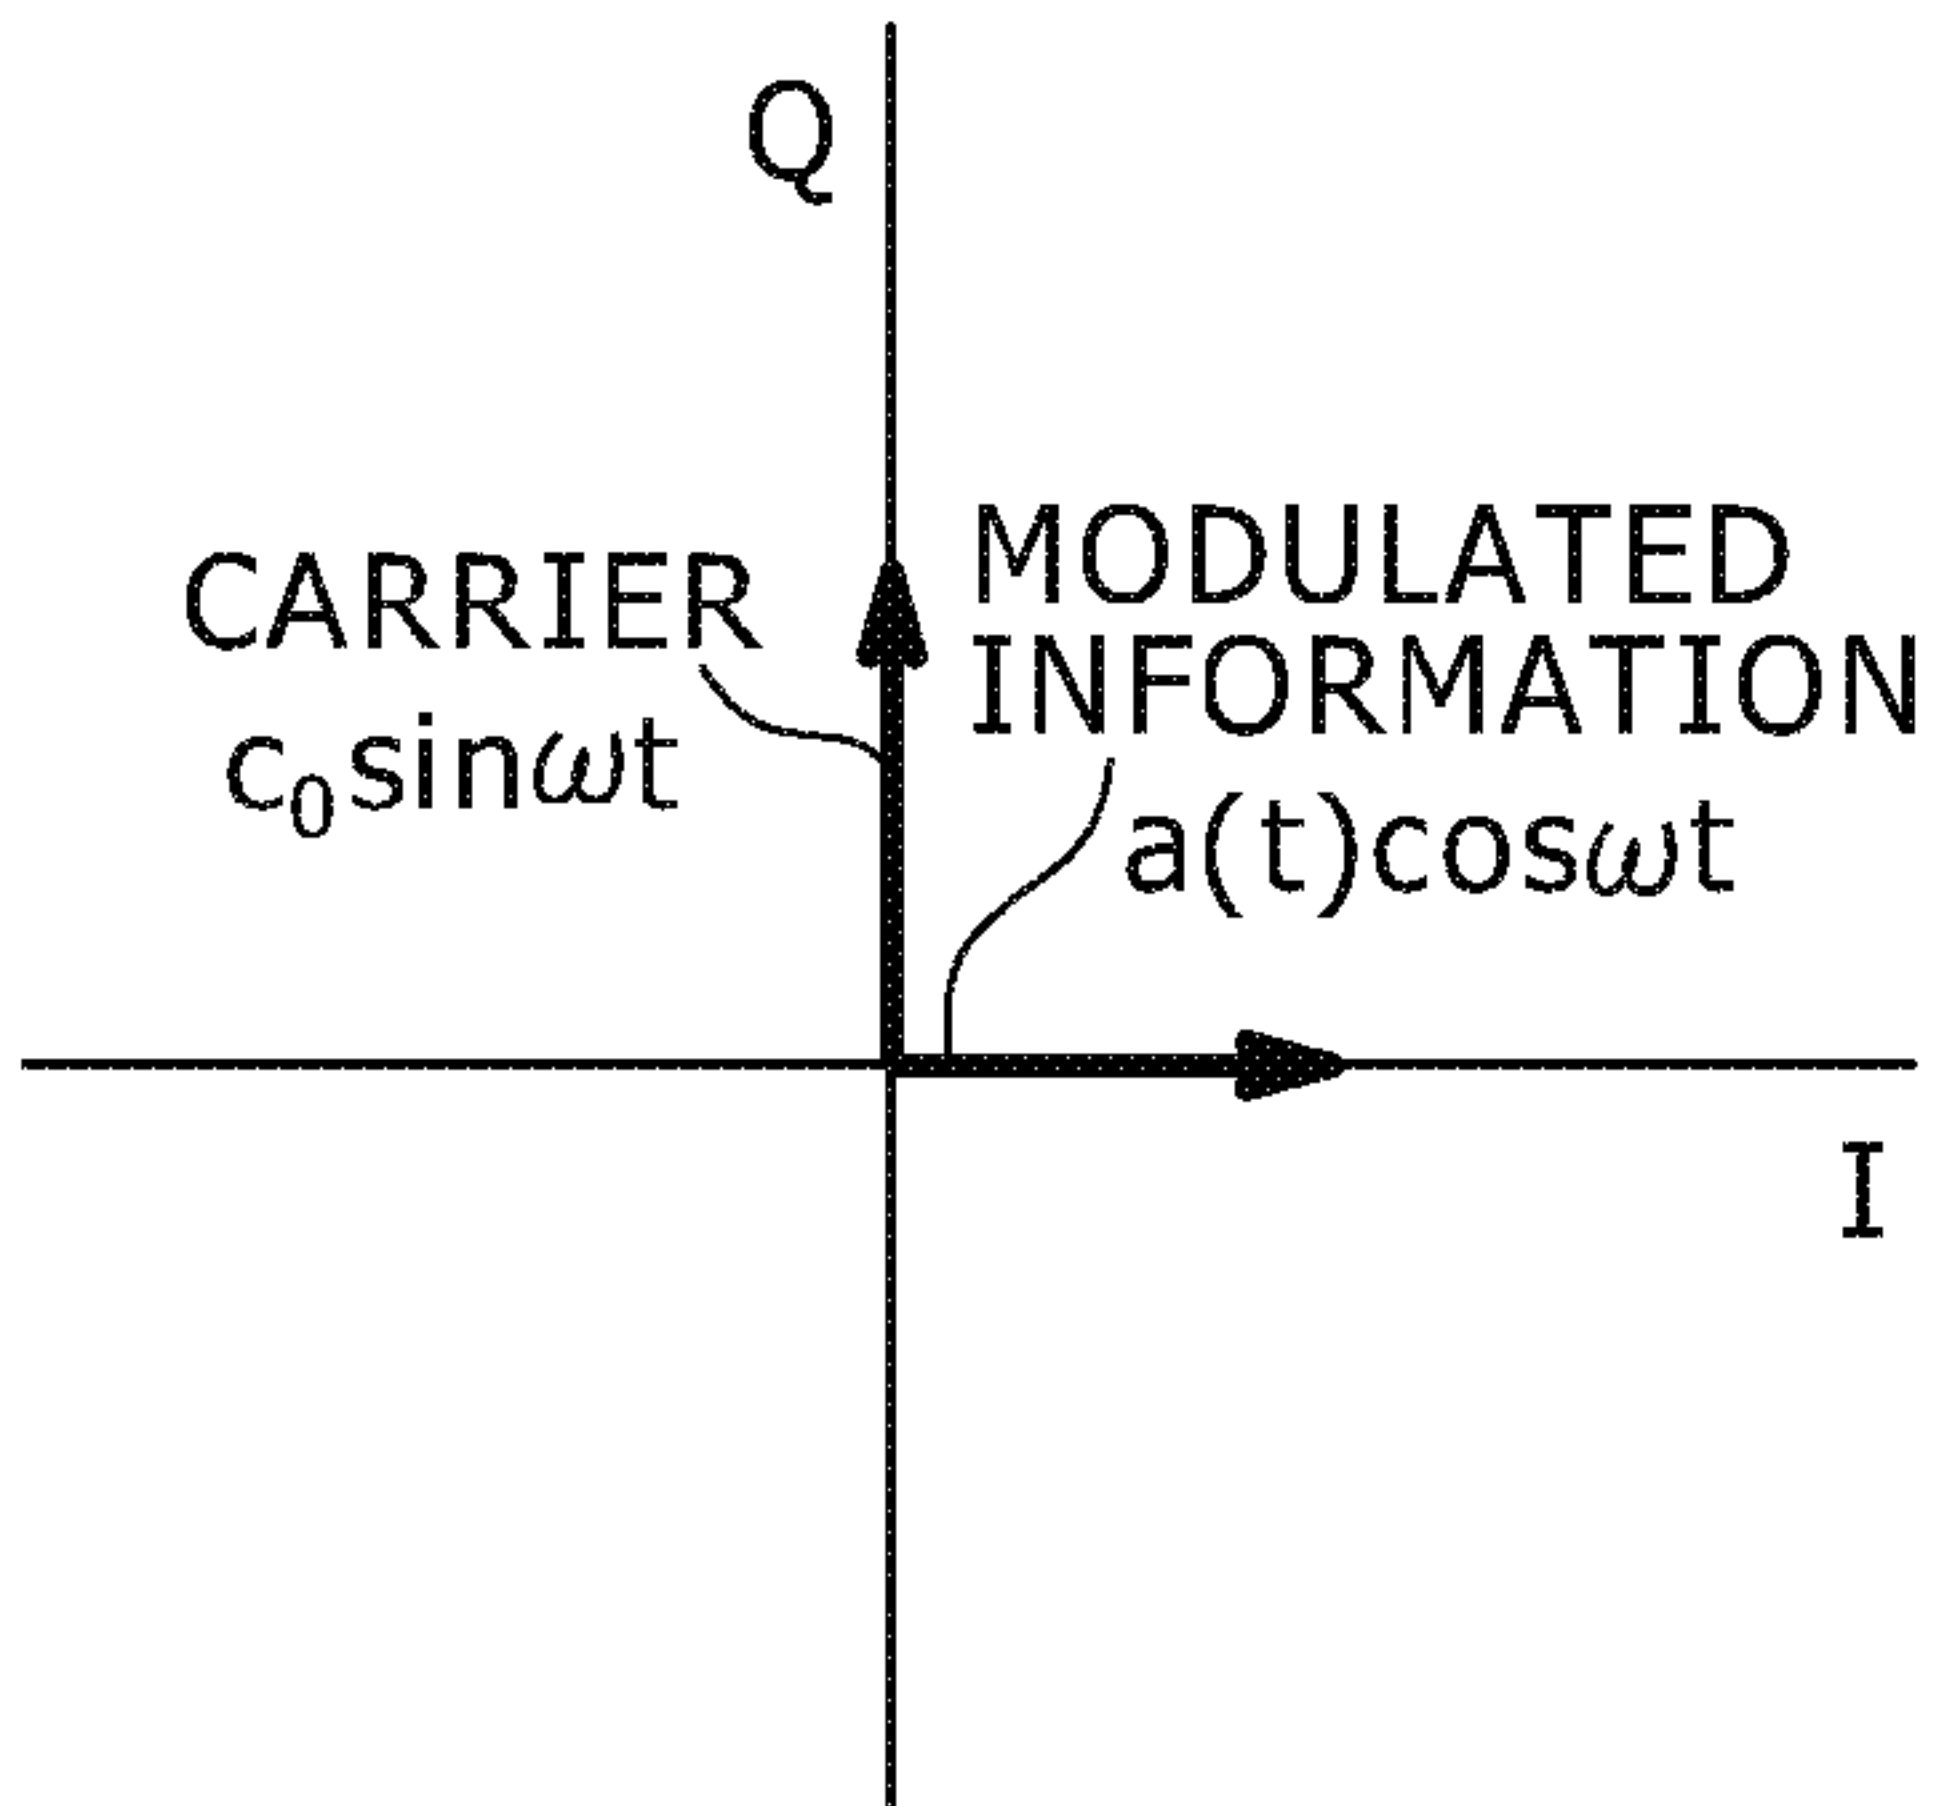 Q
CARRIER
c₀sinωt
MODULATED
INFORMATION
a(t)cosωt
I